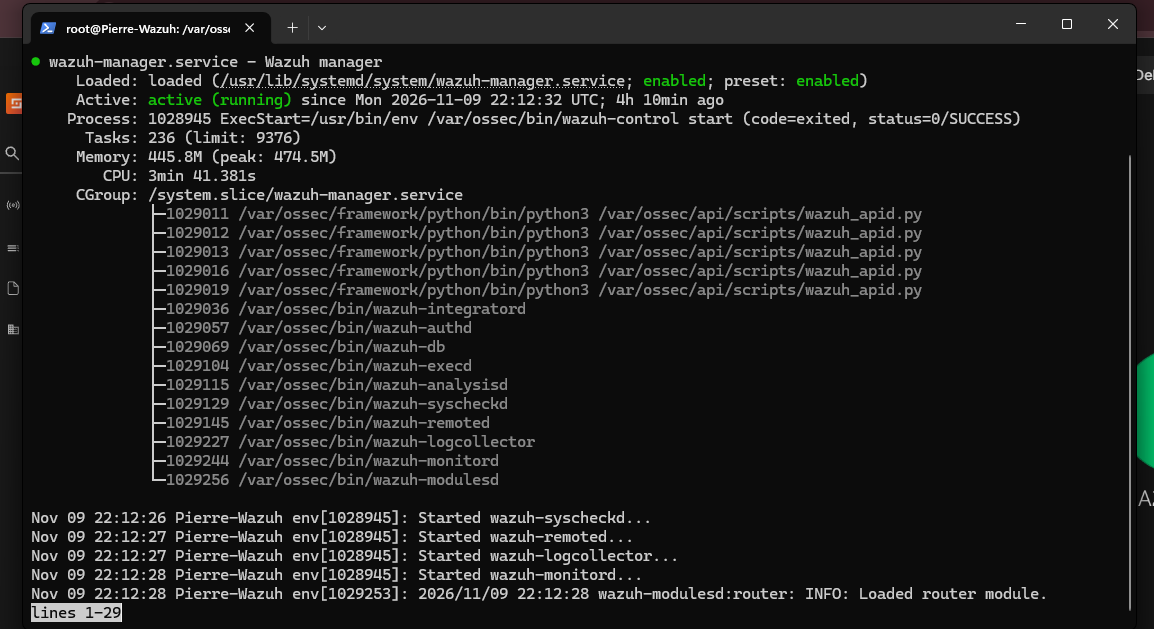 root@Pierre-Wazuh: /var/oss
● wazuh-manager.service - Wazuh manager
Loaded: loaded (/usr/lib/systemd/system/wazuh-manager.service; enabled; preset: enabled)
Active: active (running) since Mon 2026-11-09 22:12:32 UTC; 4h 10min ago
Process: 1028945 ExecStart=/usr/bin/env /var/ossec/bin/wazuh-control start (code=exited, status=0/SUCCESS)
Tasks: 236 (limit: 9376)
Memory: 445.8M (peak: 474.5M)
CPU: 3min 41.381s
CGroup: /system.slice/wazuh-manager.service
├─1029011 /var/ossec/framework/python/bin/python3 /var/ossec/api/scripts/wazuh_apid.py
├─1029012 /var/ossec/framework/python/bin/python3 /var/ossec/api/scripts/wazuh_apid.py
├─1029013 /var/ossec/framework/python/bin/python3 /var/ossec/api/scripts/wazuh_apid.py
├─1029016 /var/ossec/framework/python/bin/python3 /var/ossec/api/scripts/wazuh_apid.py
├─1029019 /var/ossec/framework/python/bin/python3 /var/ossec/api/scripts/wazuh_apid.py
├─1029036 /var/ossec/bin/wazuh-integratord
├─1029057 /var/ossec/bin/wazuh-authd
├─1029069 /var/ossec/bin/wazuh-db
├─1029104 /var/ossec/bin/wazuh-execd
├─1029115 /var/ossec/bin/wazuh-analysisd
├─1029129 /var/ossec/bin/wazuh-syscheckd
├─1029145 /var/ossec/bin/wazuh-remoted
├─1029227 /var/ossec/bin/wazuh-logcollector
├─1029244 /var/ossec/bin/wazuh-monitord
└─1029256 /var/ossec/bin/wazuh-modulesd
Nov 09 22:12:26 Pierre-Wazuh env[1028945]: Started wazuh-syscheckd...
Nov 09 22:12:27 Pierre-Wazuh env[1028945]: Started wazuh-remoted...
Nov 09 22:12:27 Pierre-Wazuh env[1028945]: Started wazuh-logcollector...
Nov 09 22:12:28 Pierre-Wazuh env[1028945]: Started wazuh-monitord...
Nov 09 22:12:28 Pierre-Wazuh env[1029253]: 2026/11/09 22:12:28 wazuh-modulesd:router: INFO: Loaded router module.
lines 1-29